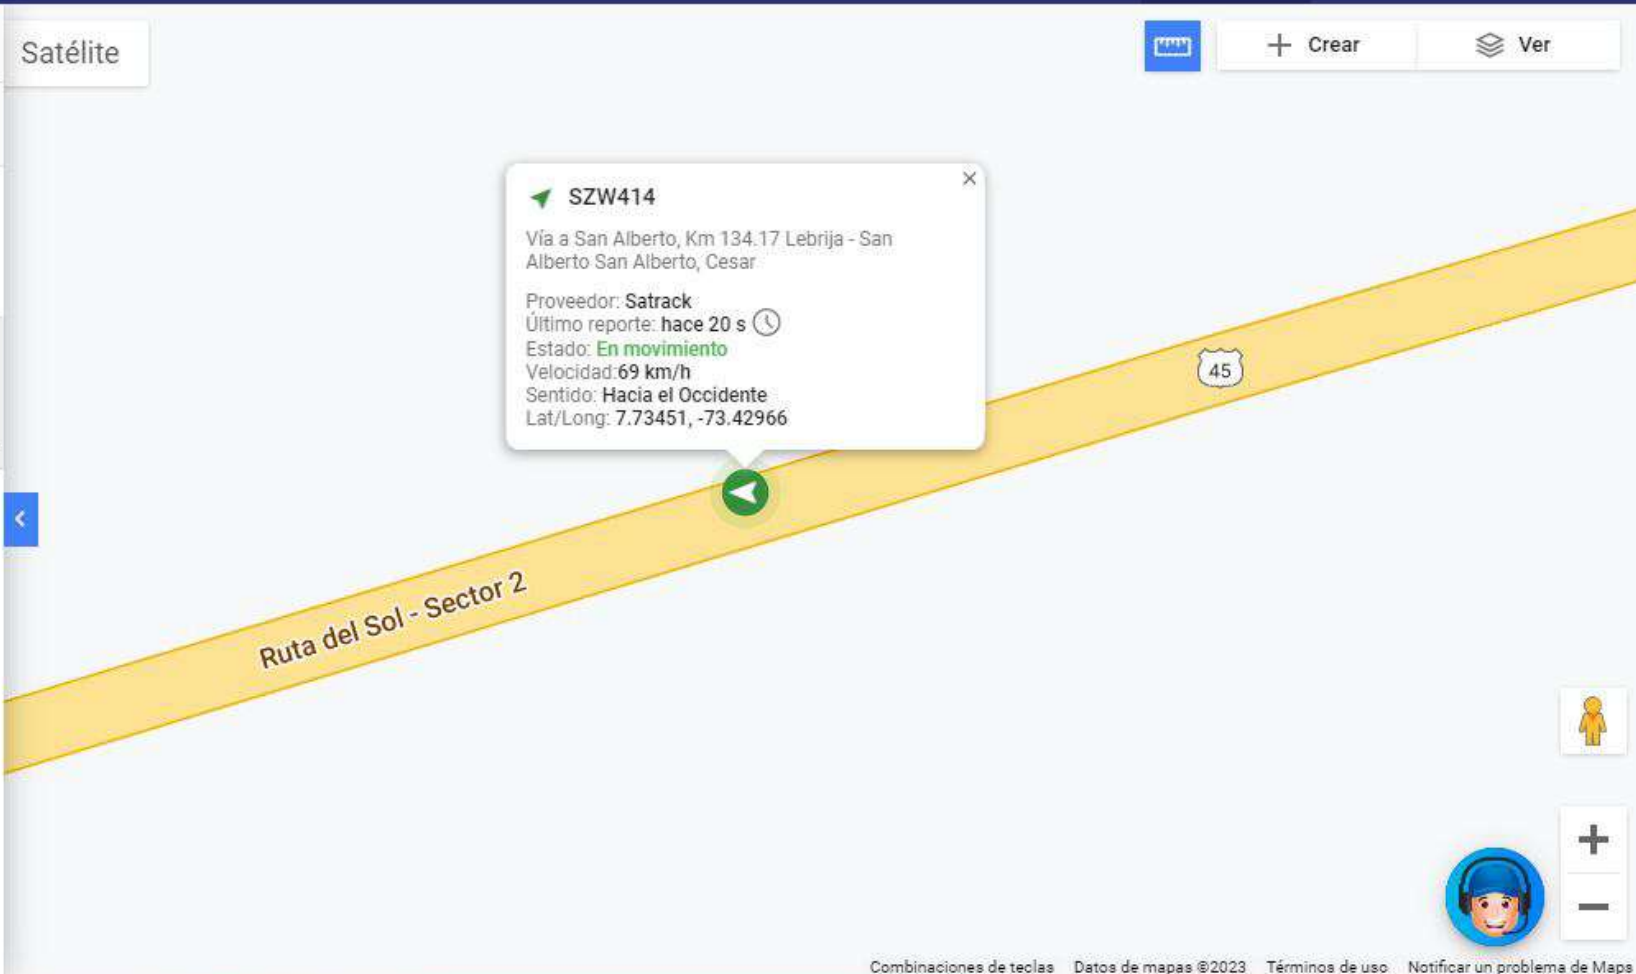 Satélite
Crear
Ver
SZW414
Vía a San Alberto, Km 134.17 Lebrija - San
Alberto San Alberto, Cesar
Proveedor: Satrack
Último reporte: hace 20 s
Estado: En movimiento
Velocidad:69 km/h
Sentido: Hacia el Occidente
Lat/Long: 7.73451, -73.42966
45
Ruta del Sol - Sector 2
Combinaciones de teclas Datos de mapas ©2023 Términos de uso Notificar un problema de Maps